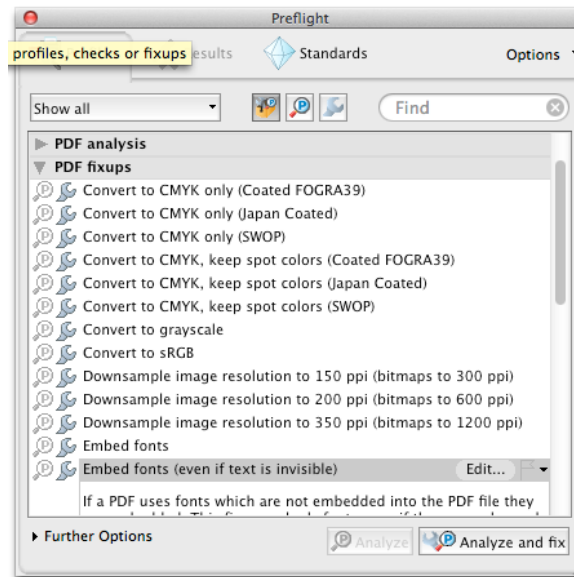 Preflight
profiles, checks or fixups
esults
Standards
Options
Show all
Find
PDF analysis
PDF fixups
Convert to CMYK only (Coated FOGRA39)
Convert to CMYK only (Japan Coated)
Convert to CMYK only (SWOP)
Convert to CMYK, keep spot colors (Coated FOGRA39)
Convert to CMYK, keep spot colors (Japan Coated)
Convert to CMYK, keep spot colors (SWOP)
Convert to grayscale
Convert to sRGB
Downsample image resolution to 150 ppi (bitmaps to 300 ppi)
Downsample image resolution to 200 ppi (bitmaps to 600 ppi)
Downsample image resolution to 350 ppi (bitmaps to 1200 ppi)
Embed fonts
Embed fonts (even if text is invisible) Edit...
If a PDF uses fonts which are not embedded into the PDF file they
Further Options
Analyze
Analyze and fix